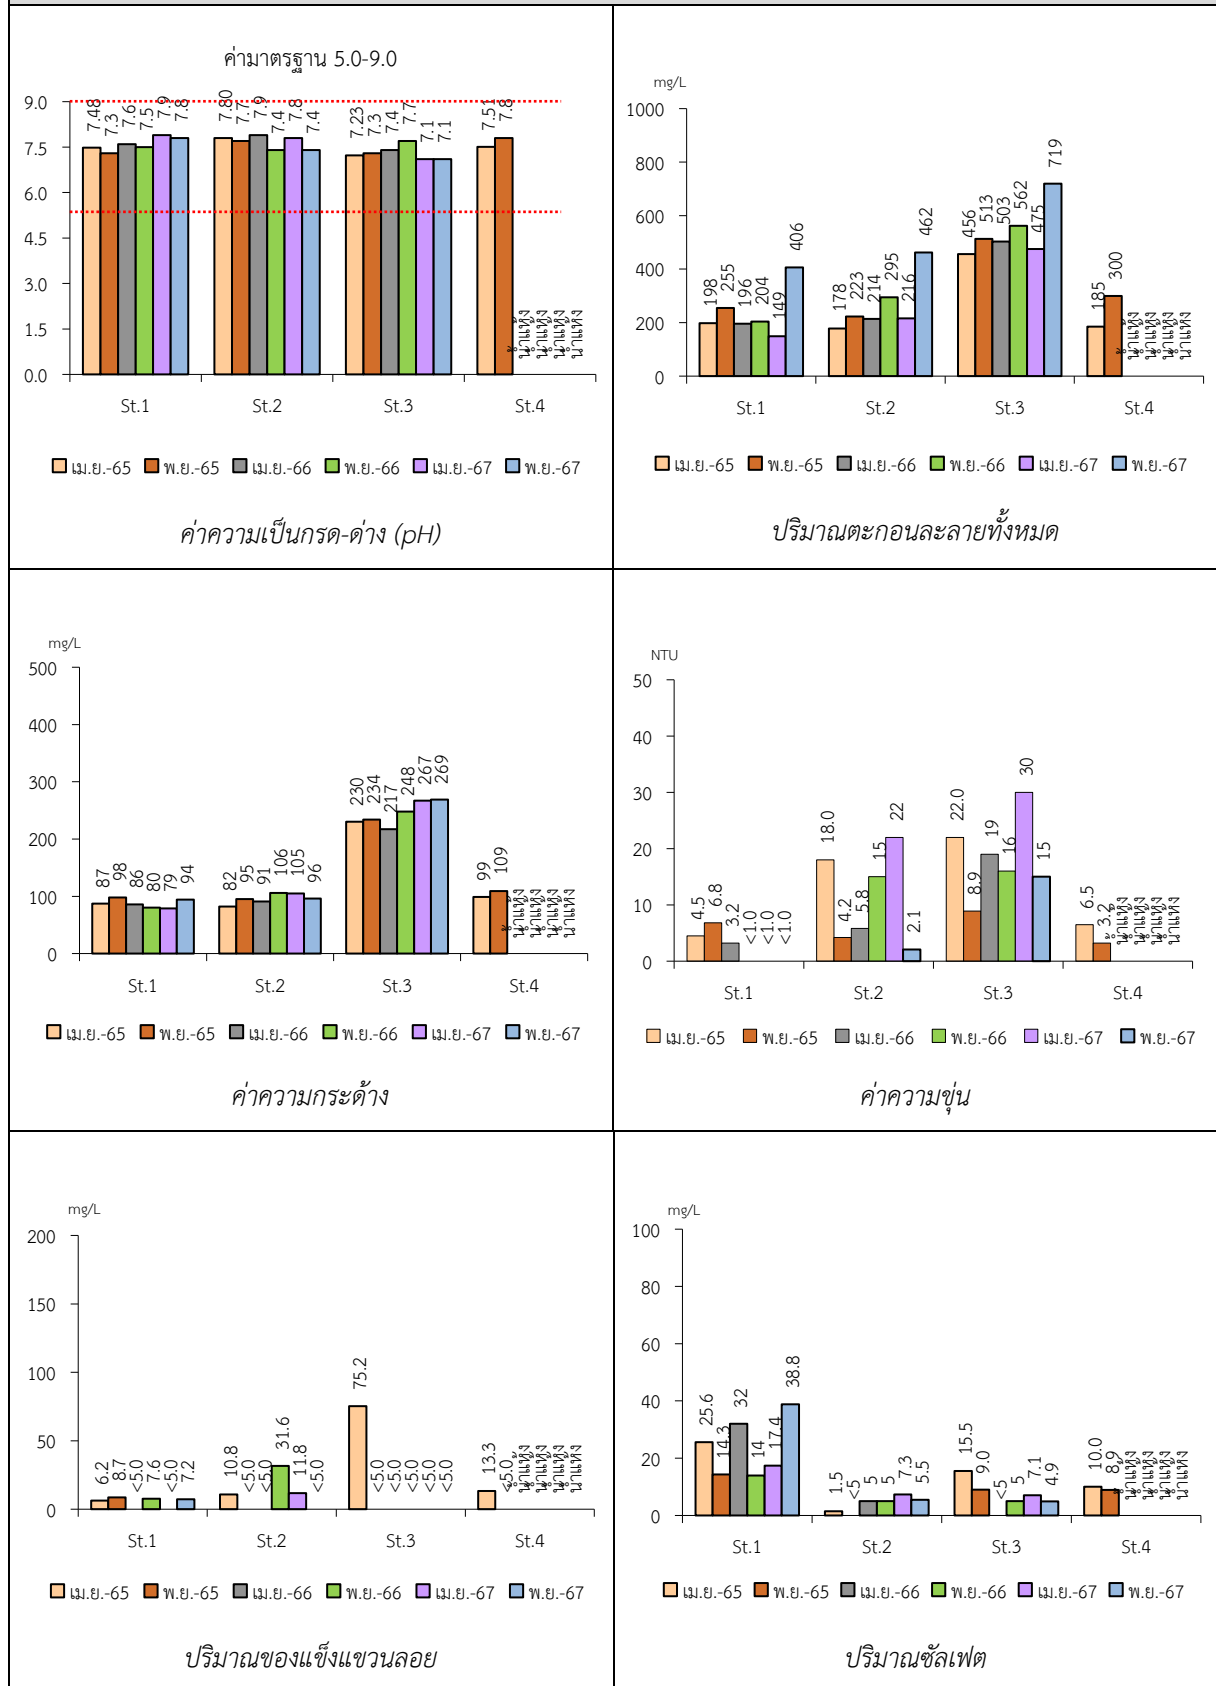 ค่ามาตรฐาน 5.0-9.0
9.0
7.5
6.0
4.5
3.0
1.5
0.0
7.48 7.3 7.6 7.5 7.9 7.8
7.80 7.7 7.9 7.4 7.8 7.4
7.23 7.3 7.4 7.7 7.1 7.1
7.51 7.8 น้ำแห้ง น้ำแห้ง น้ำแห้ง น้ำแห้ง
St.1 St.2 St.3 St.4
เม.ย.-65 พ.ย.-65 เม.ย.-66 พ.ย.-66 เม.ย.-67 พ.ย.-67
ค่าความเป็นกรด-ด่าง (pH)
mg/L
1000
800
600
400
200
0
198 255 196 204 149 406
178 223 214 295 216 462
456 513 503 562 475 719
185 300 น้ำแห้ง น้ำแห้ง น้ำแห้ง น้ำแห้ง
St.1 St.2 St.3 St.4
เม.ย.-65 พ.ย.-65 เม.ย.-66 พ.ย.-66 เม.ย.-67 พ.ย.-67
ปริมาณตะกอนละลายทั้งหมด
mg/L
500
400
300
200
100
0
87 98 86 80 79 94
82 95 91 106 105 96
230 234 217 248 267 269
99 109 น้ำแห้ง น้ำแห้ง น้ำแห้ง น้ำแห้ง
St.1 St.2 St.3 St.4
เม.ย.-65 พ.ย.-65 เม.ย.-66 พ.ย.-66 เม.ย.-67 พ.ย.-67
ค่าความกระด้าง
NTU
50
40
30
20
10
0
4.5 6.8 3.2 <1.0 <1.0 <1.0
18.0 4.2 5.8 15 22 2.1
22.0 8.9 19 16 30 15
6.5 3.2 น้ำแห้ง น้ำแห้ง น้ำแห้ง น้ำแห้ง
St.1 St.2 St.3 St.4
เม.ย.-65 พ.ย.-65 เม.ย.-66 พ.ย.-66 เม.ย.-67 พ.ย.-67
ค่าความขุ่น
mg/L
200
150
100
50
0
6.2 8.7 <5.0 7.6 <5.0 7.2
10.8 <5.0 <5.0 31.6 11.8 <5.0
75.2 <5.0 <5.0 <5.0 <5.0 <5.0
13.3 <5.0 น้ำแห้ง น้ำแห้ง น้ำแห้ง น้ำแห้ง
St.1 St.2 St.3 St.4
เม.ย.-65 พ.ย.-65 เม.ย.-66 พ.ย.-66 เม.ย.-67 พ.ย.-67
ปริมาณของแข็งแขวนลอย
mg/L
100
80
60
40
20
0
25.6 14.3 32 14 17.4 38.8
1.5 <5 5 5 7.3 5.5
15.5 9.0 <5 5 7.1 4.9
10.0 8.9 น้ำแห้ง น้ำแห้ง น้ำแห้ง น้ำแห้ง
St.1 St.2 St.3 St.4
เม.ย.-65 พ.ย.-65 เม.ย.-66 พ.ย.-66 เม.ย.-67 พ.ย.-67
ปริมาณซัลเฟต